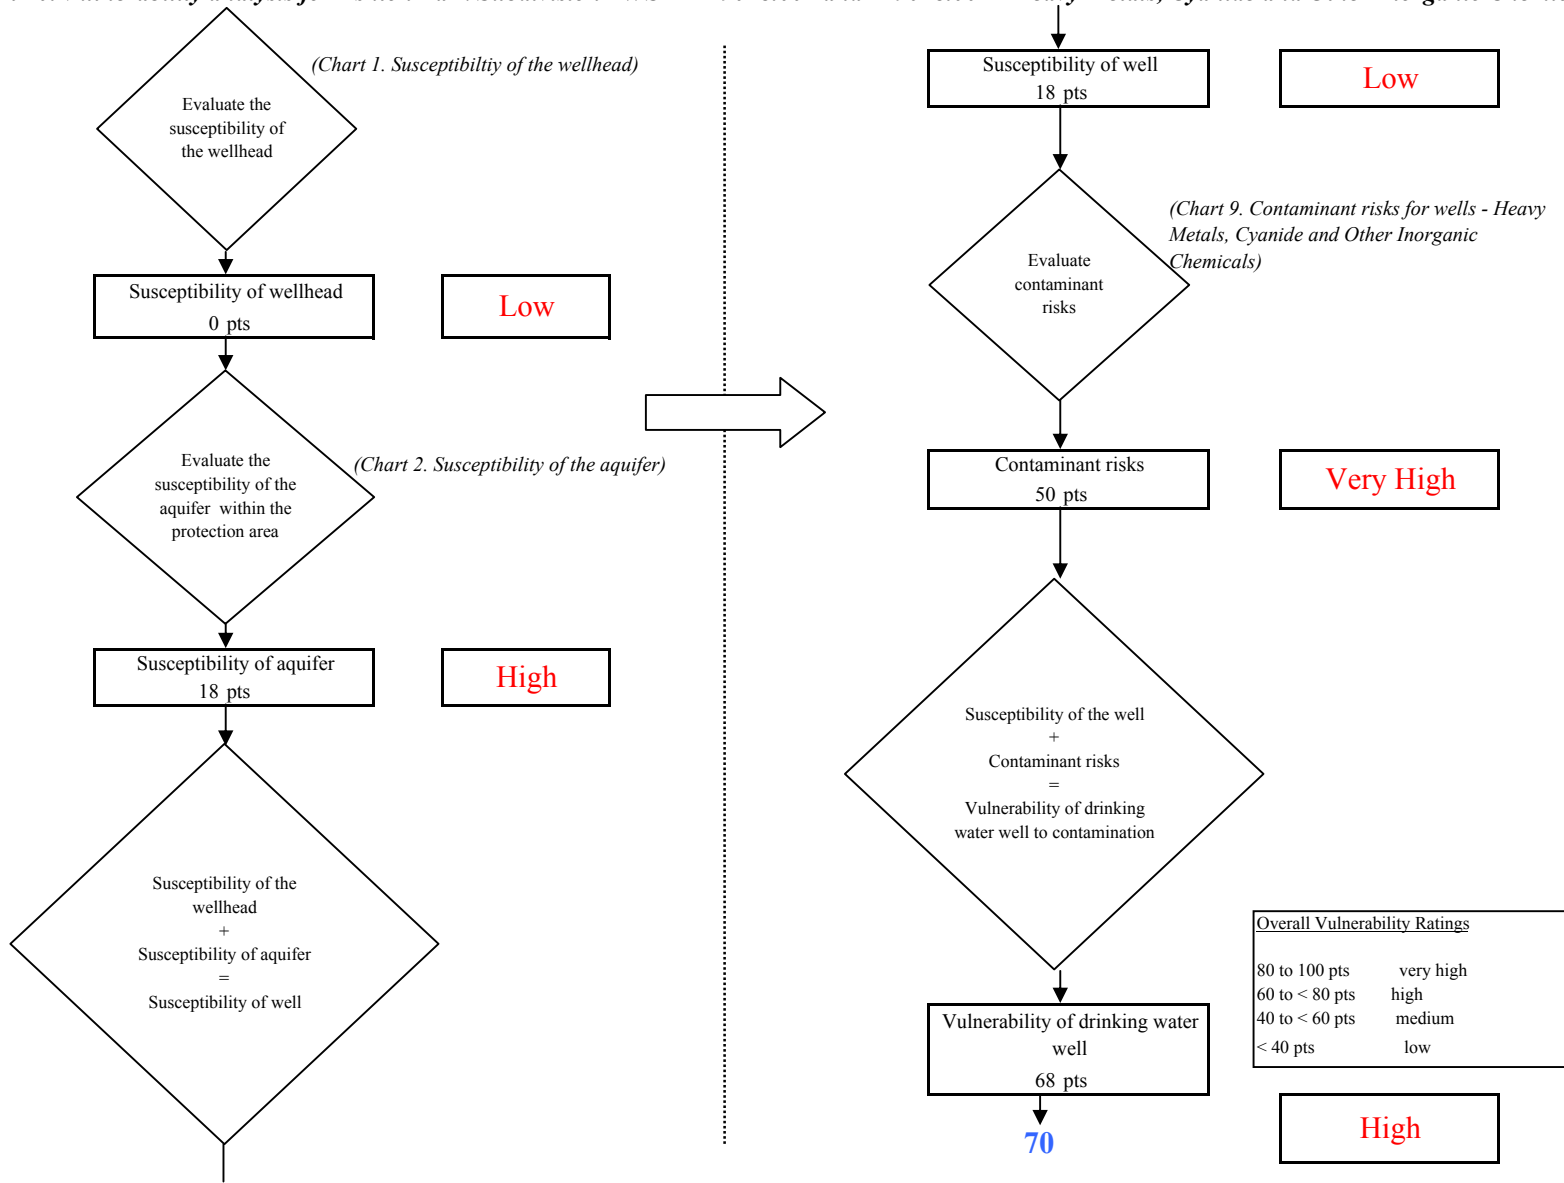 (Chart 1. Susceptibiltiy of the wellhead)
Evaluate the
susceptibility of
the wellhead
Susceptibility of wellhead
0 pts
Low
Evaluate the
susceptibility of the
aquifer within the
protection area
(Chart 2. Susceptibility of the aquifer)
Susceptibility of aquifer
18 pts
High
Susceptibility of the
wellhead
+
Susceptibility of aquifer
=
Susceptibility of well
Susceptibility of well
18 pts
Low
(Chart 9. Contaminant risks for wells - Heavy
Metals, Cyanide and Other Inorganic
Chemicals)
Evaluate
contaminant
risks
Contaminant risks
50 pts
Very High
Susceptibility of the well
+
Contaminant risks
=
Vulnerability of drinking
water well to contamination
Overall Vulnerability Ratings
80 to 100 pts very high
60 to < 80 pts high
40 to < 60 pts medium
< 40 pts low
Vulnerability of drinking water
well
68 pts
70
High